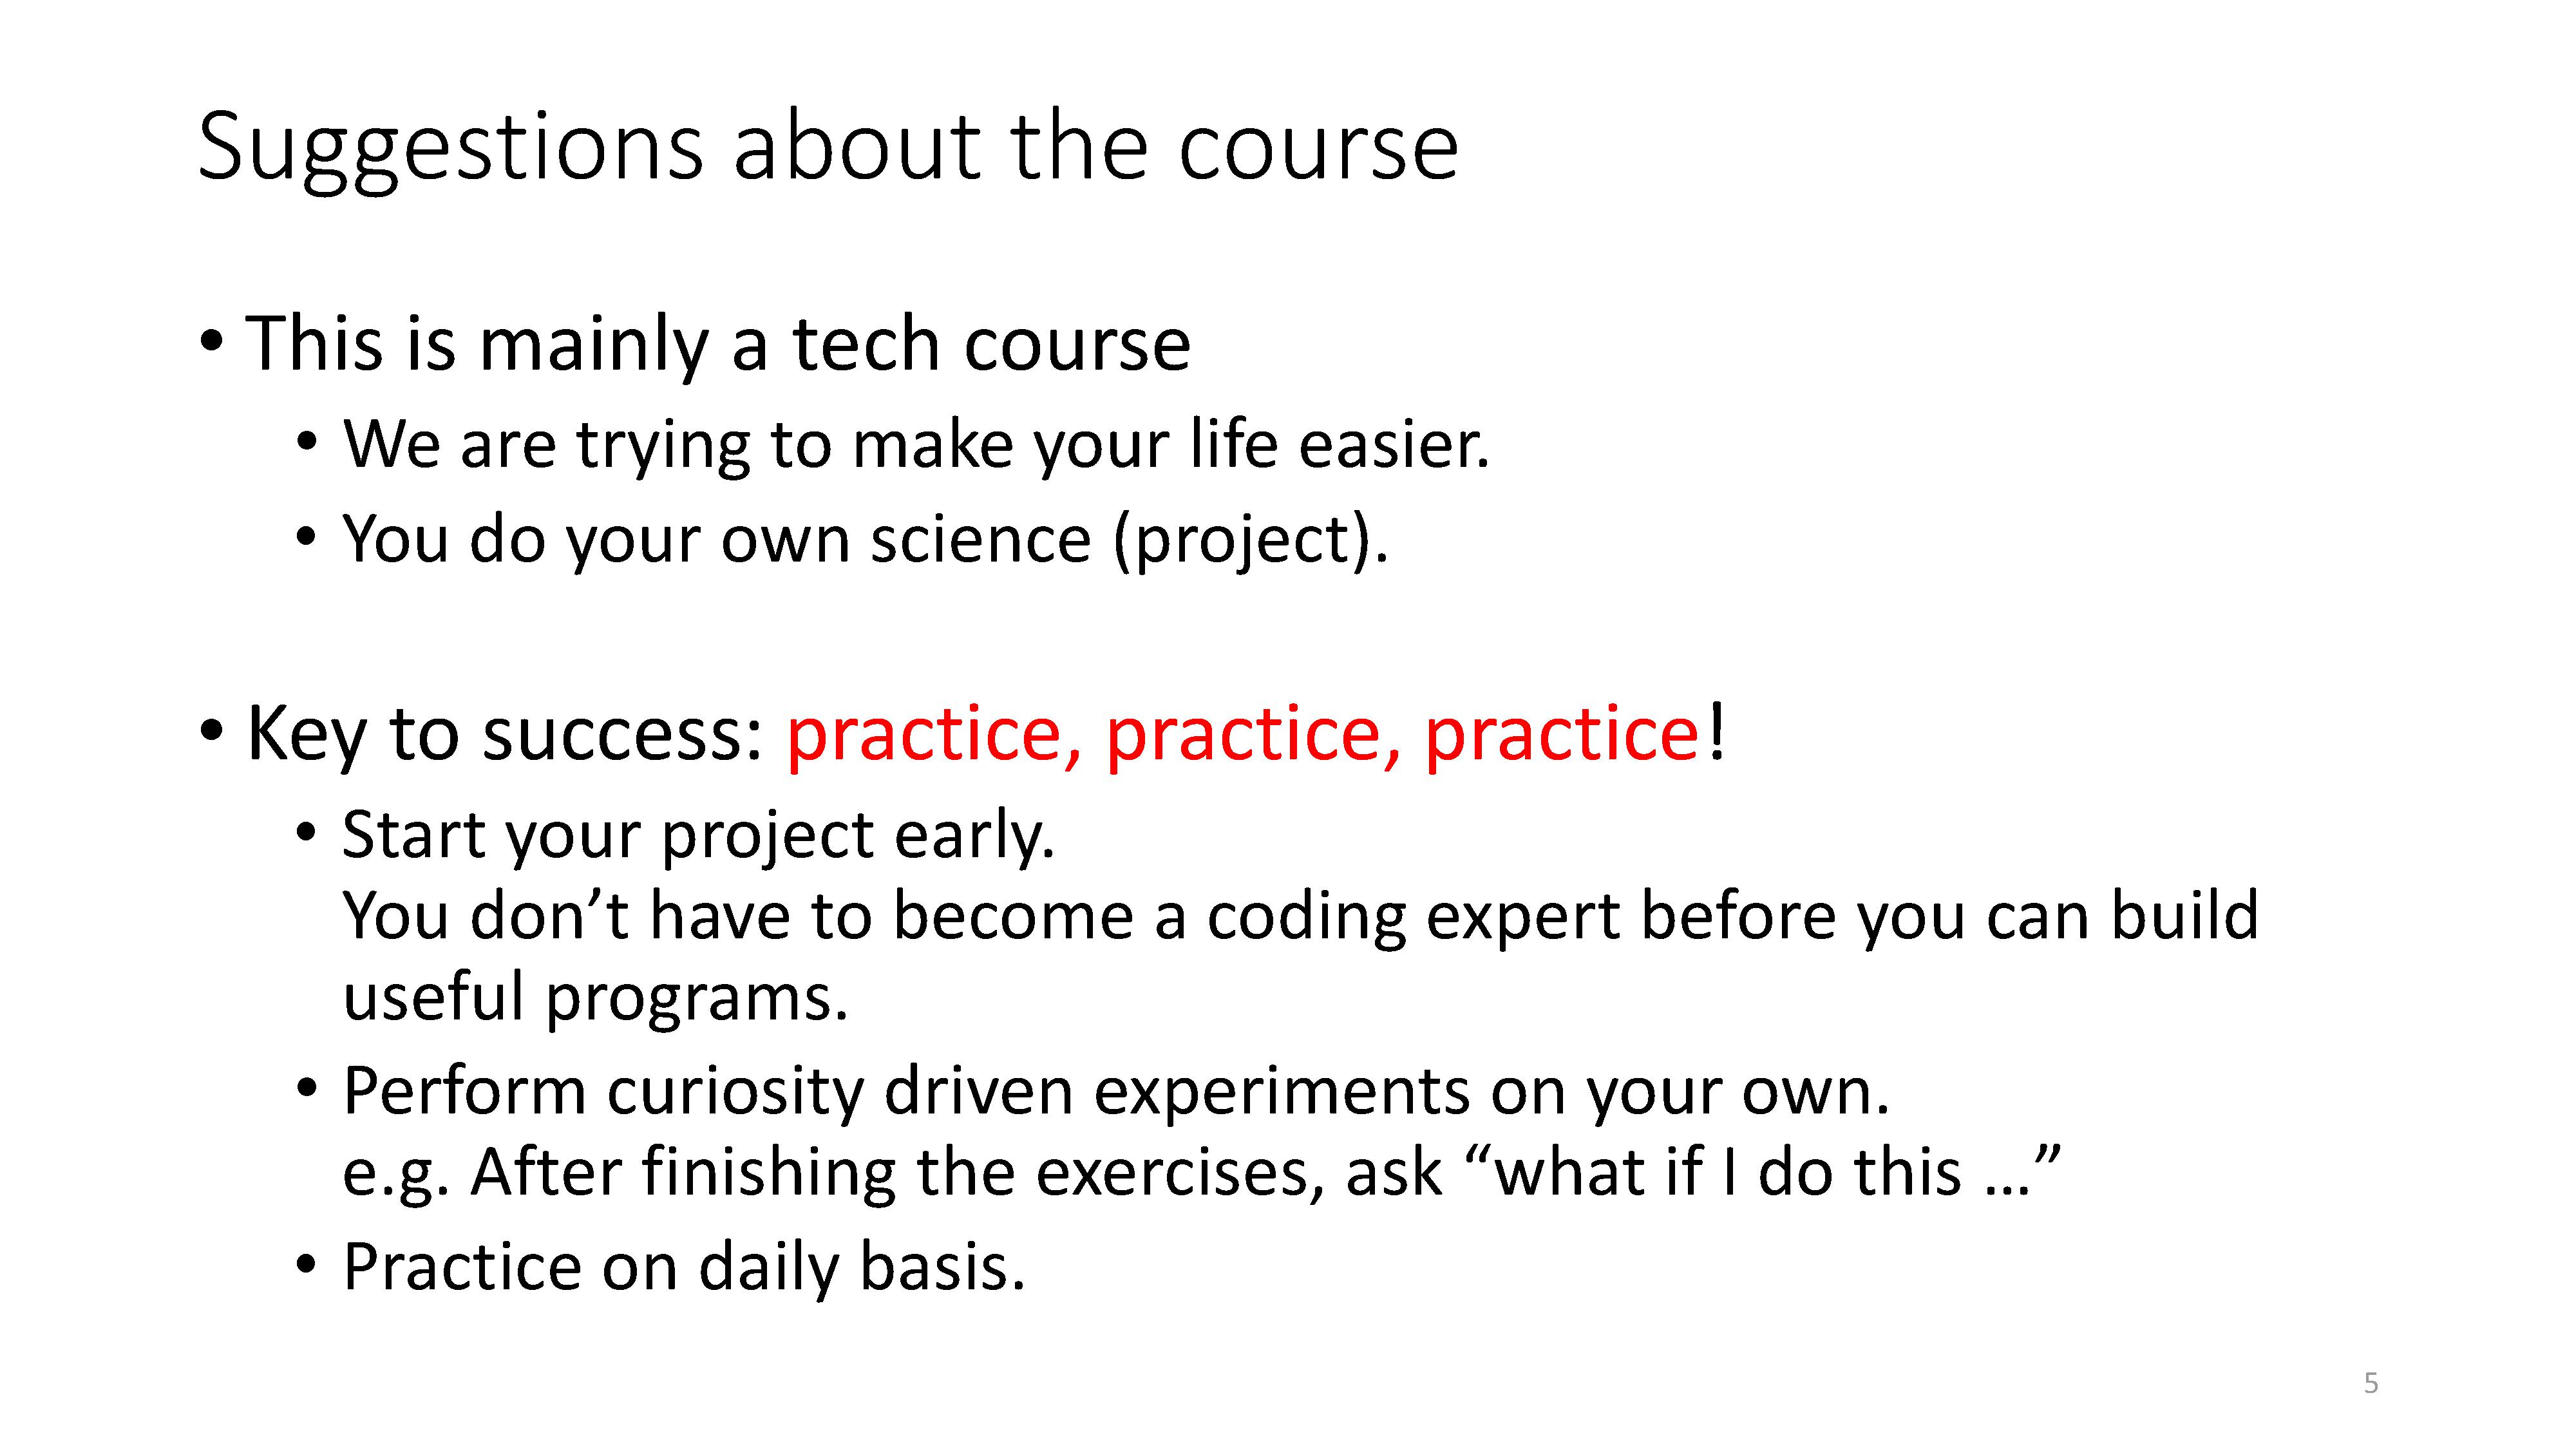 Suggestions about the course
• This is mainly a tech course
• We are trying to make your life easier.
• You do your own science (project).
• Key to success: practice, practice, practice!
• Start your project early.
You don’t have to become a coding expert before you can build
useful programs.
• Perform curiosity driven experiments on your own.
e.g. After finishing the exercises, ask “what if I do this …”
• Practice on daily basis.
5